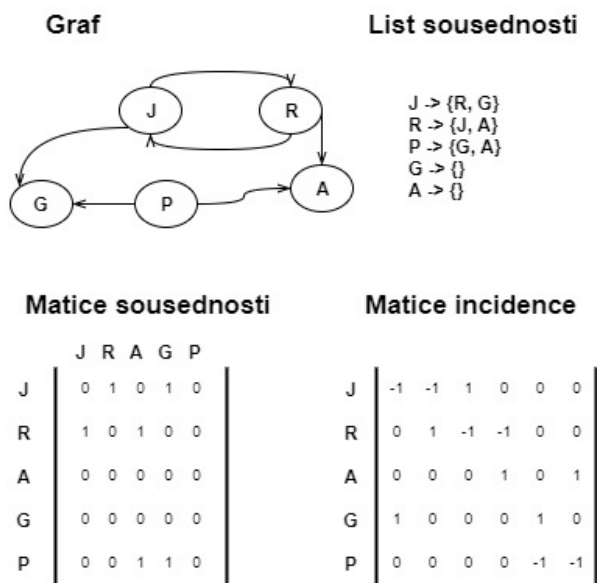 Graf
List sousednosti
J
R
G
P
A
J -> {R, G}
R -> {J, A}
P -> {G, A}
G -> {}
A -> {}
Matice sousednosti
J R A G P
J 0 1 0 1 0
R 1 0 1 0 0
A 0 0 0 0 0
G 0 0 0 0 0
P 0 0 1 1 0
Matice incidence
J -1 -1 1 0 0 0
R 0 1 -1 -1 0 0
A 0 0 0 1 0 1
G 1 0 0 0 1 0
P 0 0 0 0 -1 -1